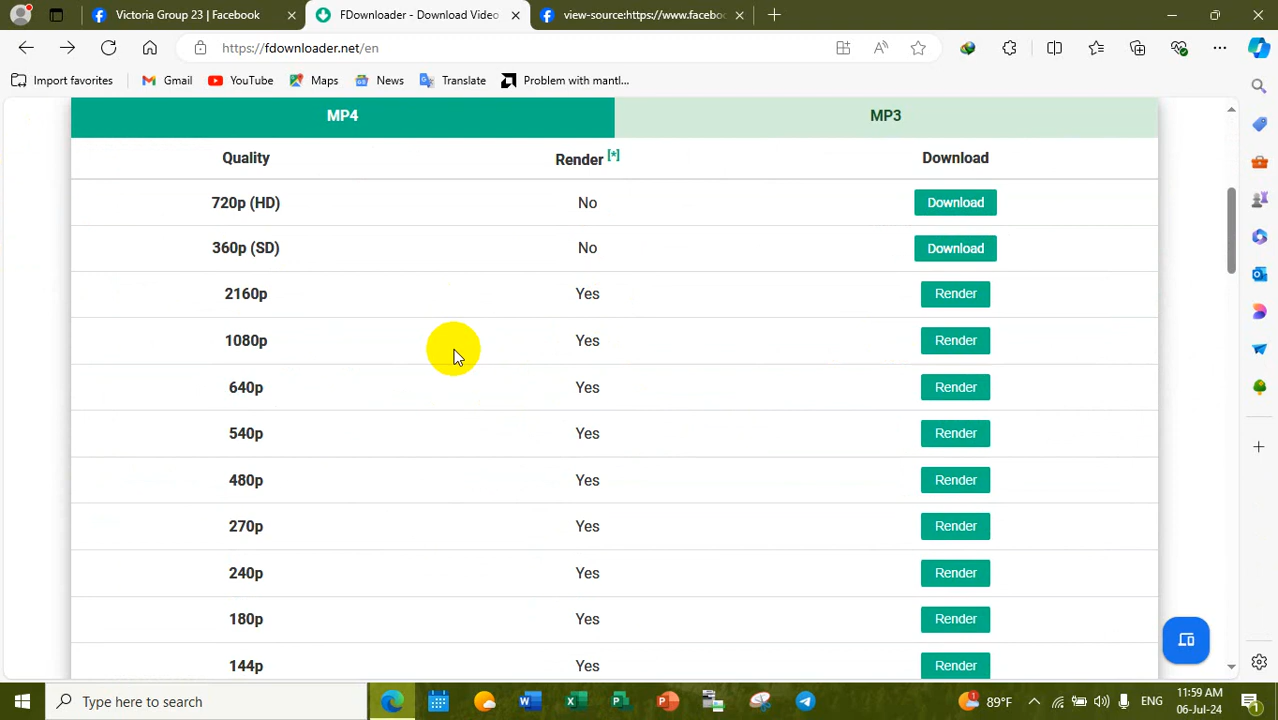 Victoria Group 23 | Facebook
FDownloader - Download Video
view-source:https://www.faceboo
https://fdownloader.net/en
Import favorites
Gmail
YouTube
Maps
News
Translate
Problem with mantl...
MP4
MP3
Quality
Render [*]
Download
720p (HD)
No
Download
360p (SD)
No
Download
2160p
Yes
Render
1080p
Yes
Render
640p
Yes
Render
540p
Yes
Render
480p
Yes
Render
270p
Yes
Render
240p
Yes
Render
180p
Yes
Render
144p
Yes
Render
Type here to search
89°F
ENG
11:59 AM
06-Jul-24